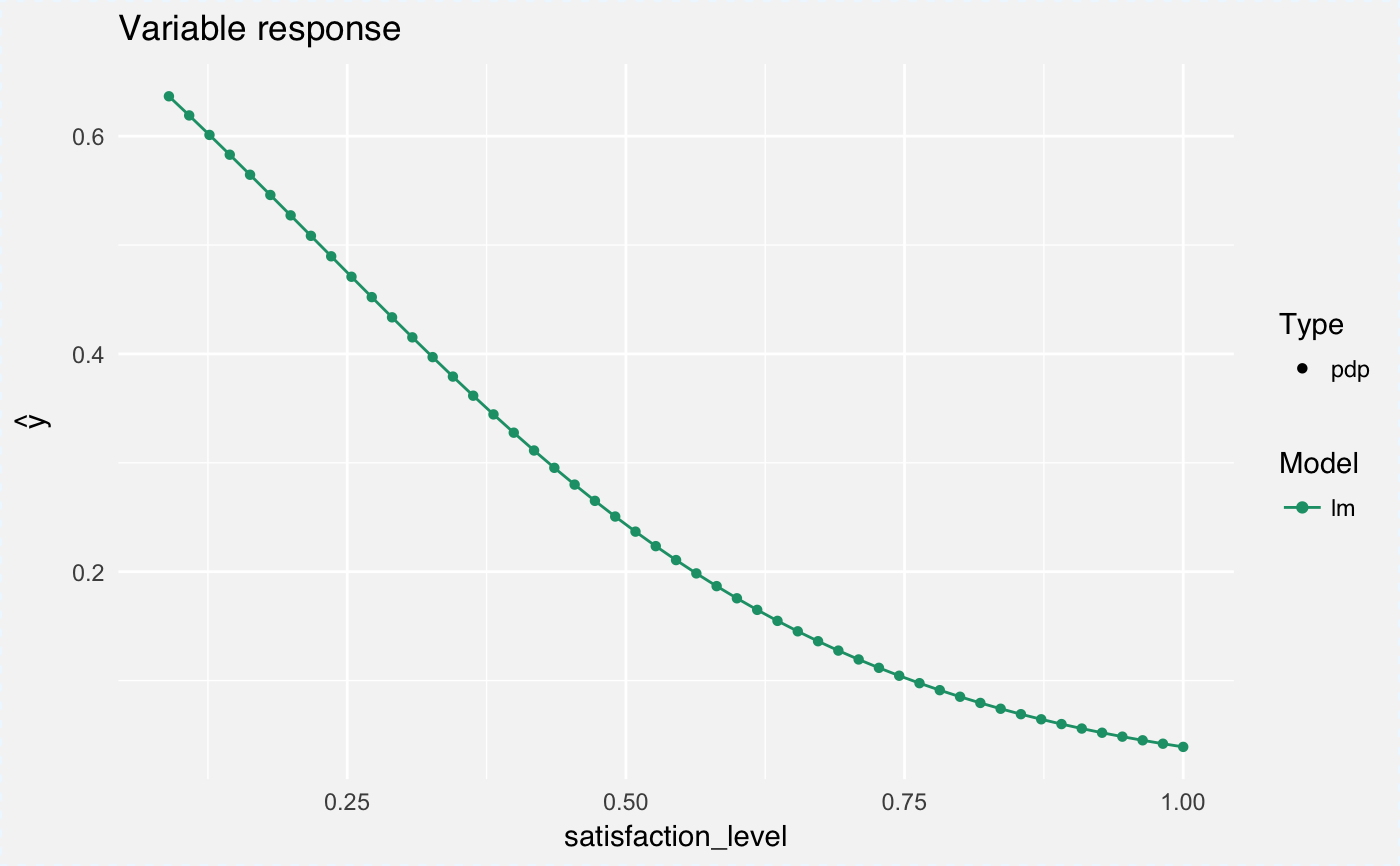 Variable response
0.6
0.4
0.2
ŷ
0.25 0.50 0.75 1.00
satisfaction_level
Type
pdp
Model
lm